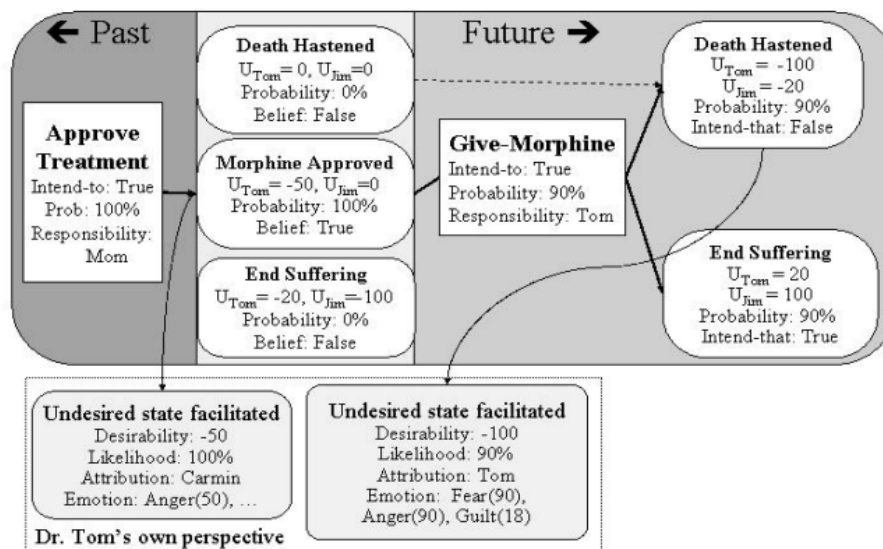 ← Past
Future →
Approve
Treatment
Intend-to: True
Prob: 100%
Responsibility:
Mom
Death Hastened
U_Tom= 0, U_Jim=0
Probability: 0%
Belief: False
Morphine Approved
U_Tom= -50, U_Jim=0
Probability: 100%
Belief: True
End Suffering
U_Tom= -20, U_Jim=-100
Probability: 0%
Belief: False
Give-Morphine
Intend-to: True
Probability: 90%
Responsibility: Tom
Death Hastened
U_Tom= -100
U_Jim= -20
Probability: 90%
Intend-that: False
End Suffering
U_Tom= 20
U_Jim= 100
Probability: 90%
Intend-that: True
Undesired state facilitated
Desirability: -50
Likelihood: 100%
Attribution: Carmin
Emotion: Anger(50), ...
Undesired state facilitated
Desirability: -100
Likelihood: 90%
Attribution: Tom
Emotion: Fear(90),
Anger(90), Guilt(18)
Dr. Tom's own perspective